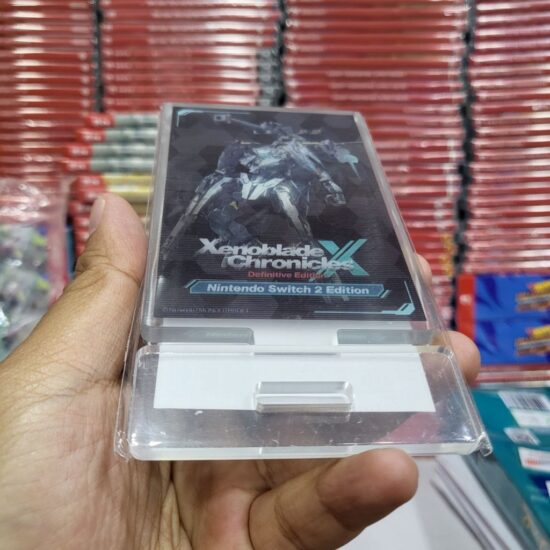 Xenoblade
Chronicles X
Definitive Edition
Nintendo Switch 2 Edition